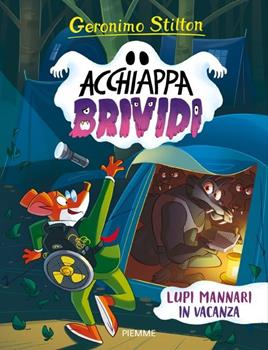 Geronimo Stilton
ACCHIAPPA
BRIVIDI
LUPI MANNARI
IN VACANZA
PIEMME